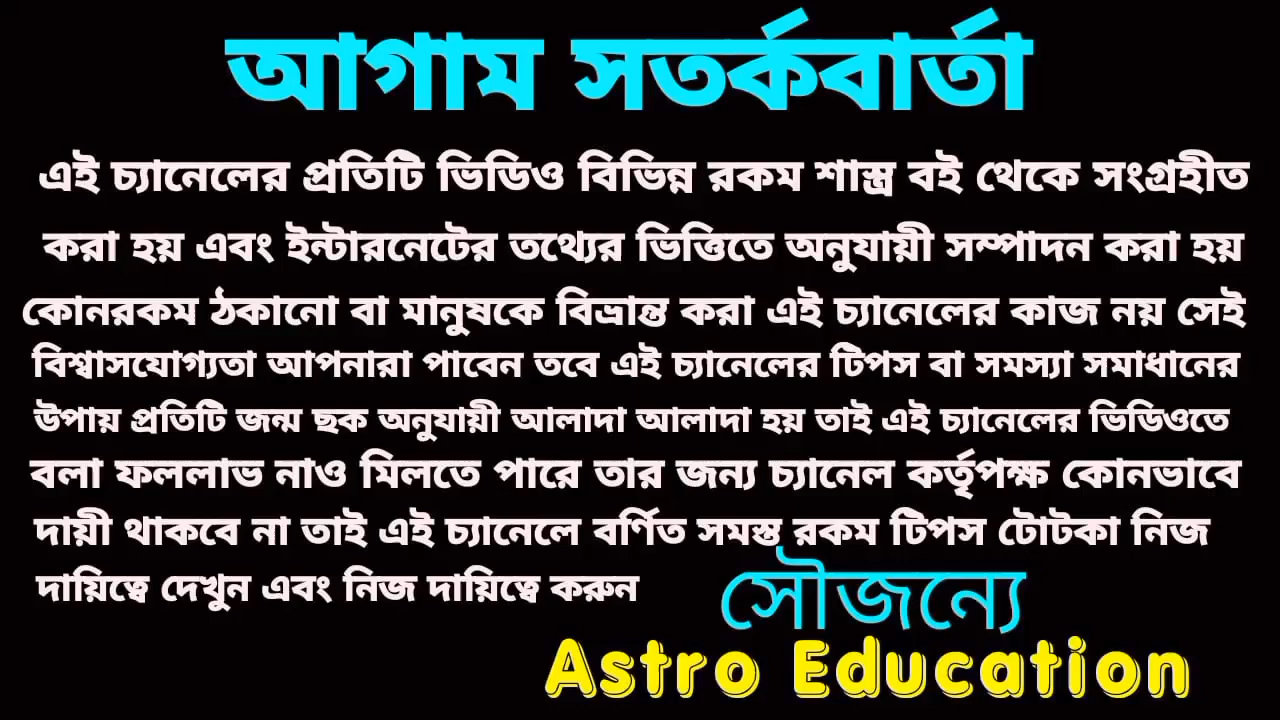 আগাম সতর্কবার্তা
এই চ্যানেলের প্রতিটি ভিডিও বিভিন্ন রকম শাস্ত্র বই থেকে সংগ্রহীত
করা হয় এবং ইন্টারনেটের তথ্যের ভিত্তিতে অনুযায়ী সম্পাদন করা হয়
কোনরকম ঠকানো বা মানুষকে বিভ্রান্ত করা এই চ্যানেলের কাজ নয় সেই
বিশ্বাসযোগ্যতা আপনারা পাবেন তবে এই চ্যানেলের টিপস বা সমস্যা সমাধানের
উপায় প্রতিটি জন্ম ছক অনুযায়ী আলাদা আলাদা হয় তাই এই চ্যানেলের ভিডিওতে
বলা ফললাভ নাও মিলতে পারে তার জন্য চ্যানেল কর্তৃপক্ষ কোনভাবে
দায়ী থাকবে না তাই এই চ্যানেলে বর্ণিত সমস্ত রকম টিপস টোটকা নিজ
দায়িত্বে দেখুন এবং নিজ দায়িত্বে করুন
সৌজন্যে
Astro Education